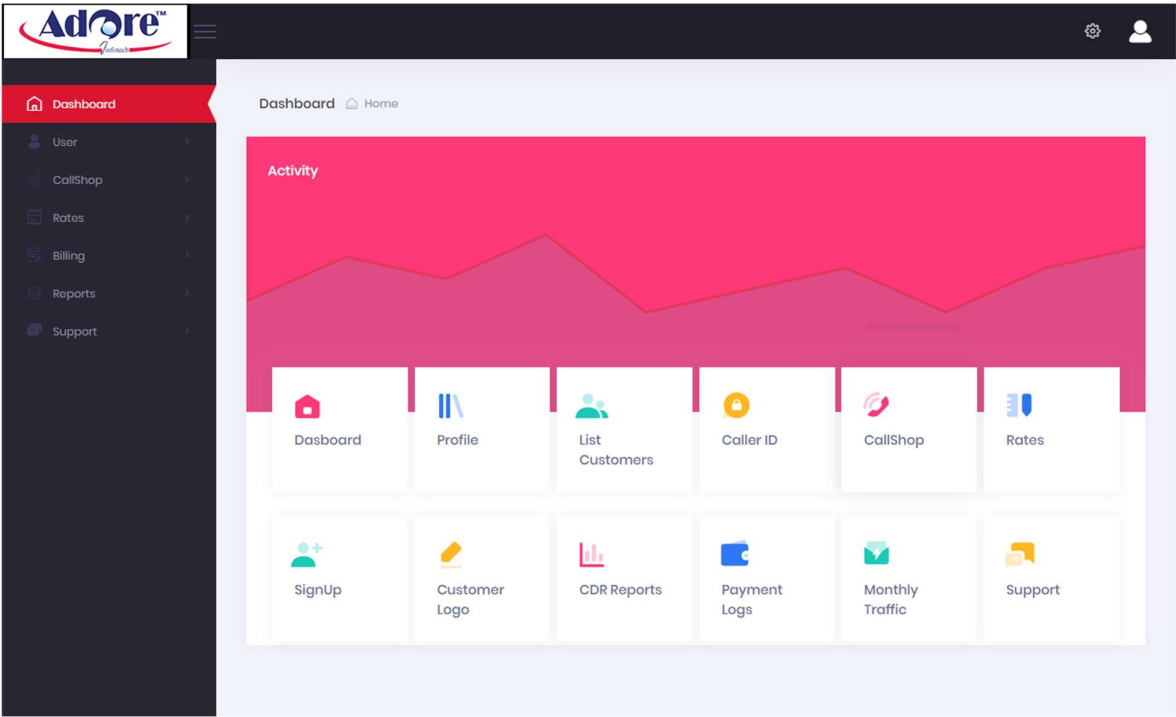 Adore™
Infotech
Dashboard
User
CallShop
Rates
Billing
Reports
Support
Dashboard Home
Activity
Dasboard
Profile
List
Customers
Caller ID
CallShop
Rates
SignUp
Customer
Logo
CDR Reports
Payment
Logs
Monthly
Traffic
Support